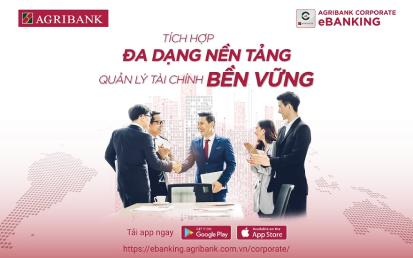 AGRIBANK
AGRIBANK CORPORATE
eBANKING
TÍCH HỢP
ĐA DẠNG NỀN TẢNG
QUẢN LÝ TÀI CHÍNH BỀN VỮNG
Tải app ngay
GET IT ON
Google Play
Available on the
App Store
https://ebanking.agribank.com.vn/corporate/